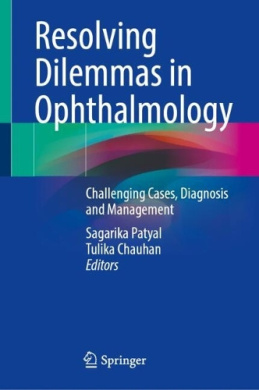 Resolving
Dilemmas in
Ophthalmology
Challenging Cases, Diagnosis
and Management
Sagarika Patyal
Tulika Chauhan
Editors
Springer